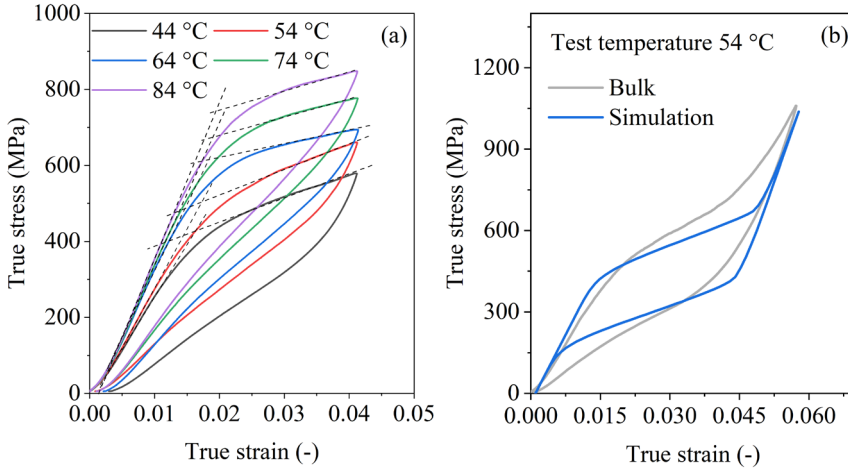 (a)
44 °C
54 °C
64 °C
74 °C
84 °C
1000
800
600
400
200
0
True stress (MPa)
0.00
0.01
0.02
0.03
0.04
0.05
True strain (-)
(b)
Test temperature 54 °C
Bulk
Simulation
1200
900
600
300
0
True stress (MPa)
0.000
0.015
0.030
0.045
0.060
True strain (-)